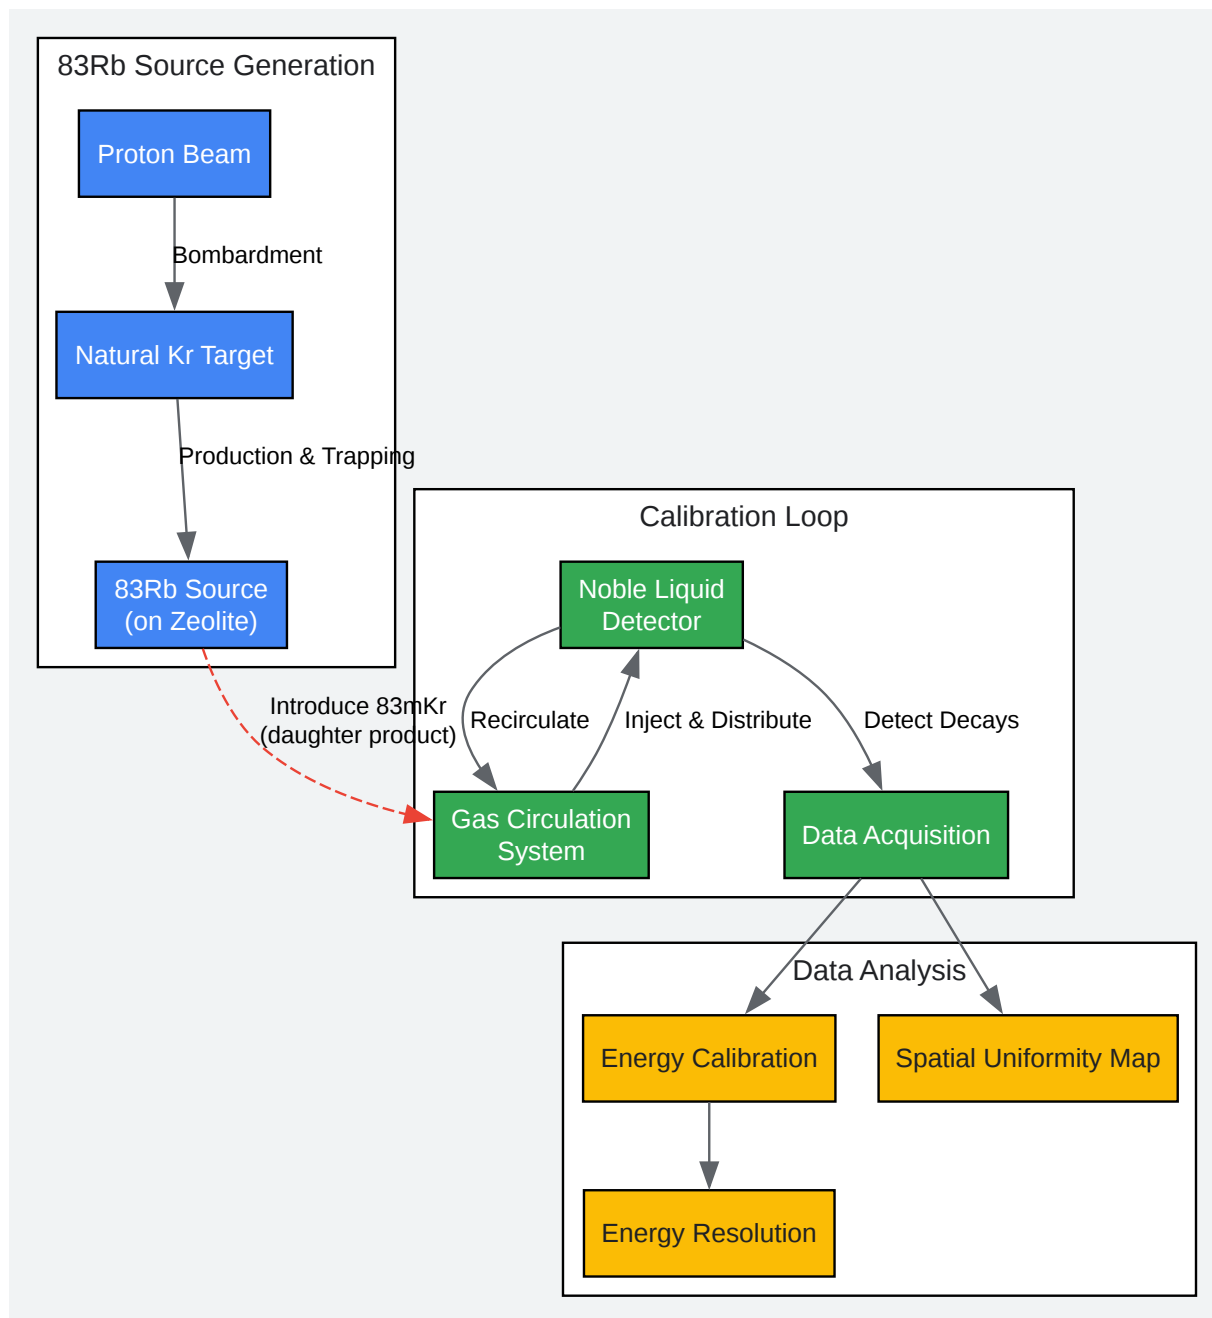 83Rb Source Generation
Proton Beam
Bombardment
Natural Kr Target
Production & Trapping
83Rb Source
(on Zeolite)
Introduce 83mKr
(daughter product)
Calibration Loop
Noble Liquid
Detector
Recirculate
Inject & Distribute
Detect Decays
Gas Circulation
System
Data Acquisition
Data Analysis
Energy Calibration
Spatial Uniformity Map
Energy Resolution